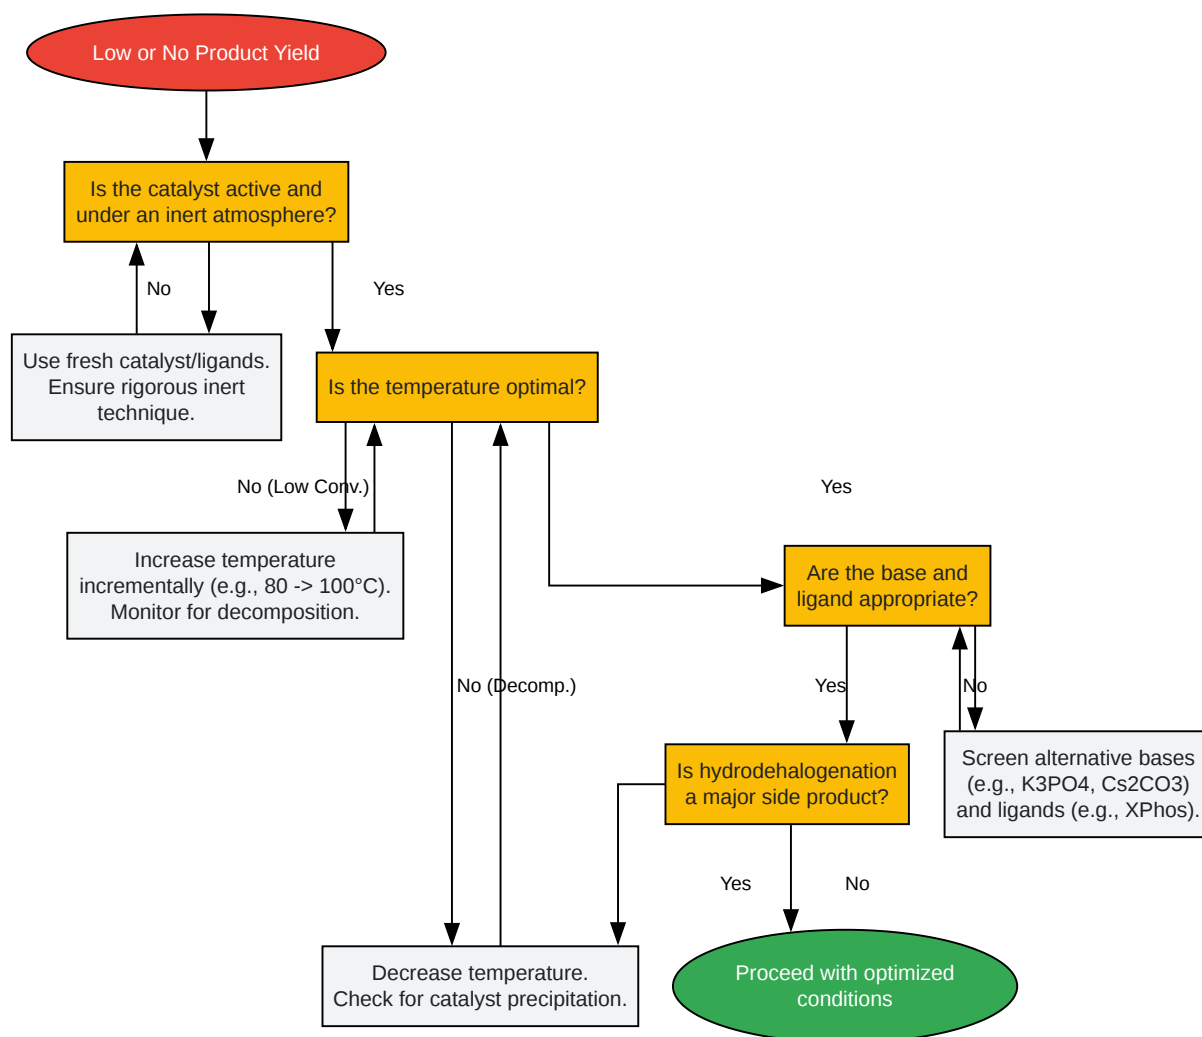 Low or No Product Yield
Is the catalyst active and
under an inert atmosphere?
No
Yes
Use fresh catalyst/ligands.
Ensure rigorous inert
technique.
Is the temperature optimal?
No (Low Conv.)
Yes
Increase temperature
incrementally (e.g., 80 -> 100°C).
Monitor for decomposition.
Are the base and
ligand appropriate?
No (Decomp.)
Yes
No
Is hydrodehalogenation
a major side product?
Screen alternative bases
(e.g., K3PO4, Cs2CO3)
and ligands (e.g., XPhos).
Yes
No
Decrease temperature.
Check for catalyst precipitation.
Proceed with optimized
conditions